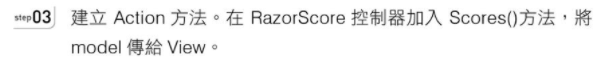 step03 建立 Action 方法。在 RazorScore 控制器加入 Scores()方法，將
model 傳給 View。